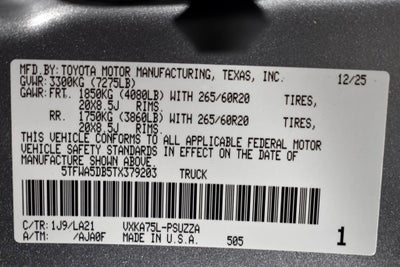 MFD.BY: TOYOTA MOTOR MANUFACTURING, TEXAS, INC. 12/25
GVWR: 3300KG (7275LB)
GAWR: FRT. 1850KG (4080LB) WITH 265/60R20 TIRES,
20X8.5J RIMS.
RR. 1750KG (3860LB) WITH 265/60R20 TIRES,
20X8.5J RIMS.
THIS VEHICLE CONFORMS TO ALL APPLICABLE FEDERAL MOTOR
VEHICLE SAFETY STANDARDS IN EFFECT ON THE DATE OF
MANUFACTURE SHOWN ABOVE.
5TFWA5DB5TX379203 TRUCK
C/TR: 1J9/LA21 VXKA75L-PSUZZA
A/TM: /AJA0F MADE IN U.S.A. 505 1